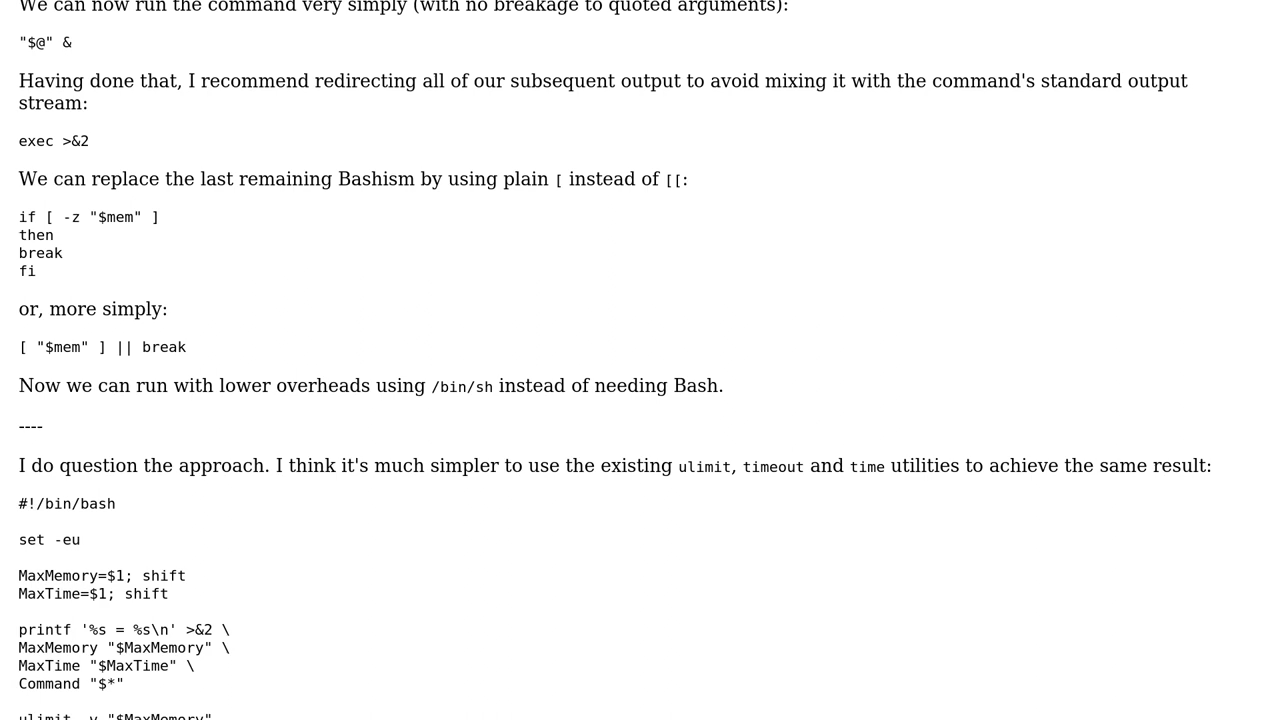 We can now run the command very simply (with no breakage to quoted arguments):
"$@" &
Having done that, I recommend redirecting all of our subsequent output to avoid mixing it with the command's standard output
stream:
exec >&2
We can replace the last remaining Bashism by using plain [ instead of [[:
if [ -z "$mem" ]
then
break
fi
or, more simply:
[ "$mem" ] || break
Now we can run with lower overheads using /bin/sh instead of needing Bash.
----
I do question the approach. I think it's much simpler to use the existing ulimit, timeout and time utilities to achieve the same result:
#!/bin/bash
set -eu
MaxMemory=$1; shift
MaxTime=$1; shift
printf '%s = %s\n' >&2 \
MaxMemory "$MaxMemory" \
MaxTime "$MaxTime" \
Command "$*"
ulimit -v "$MaxMemory"